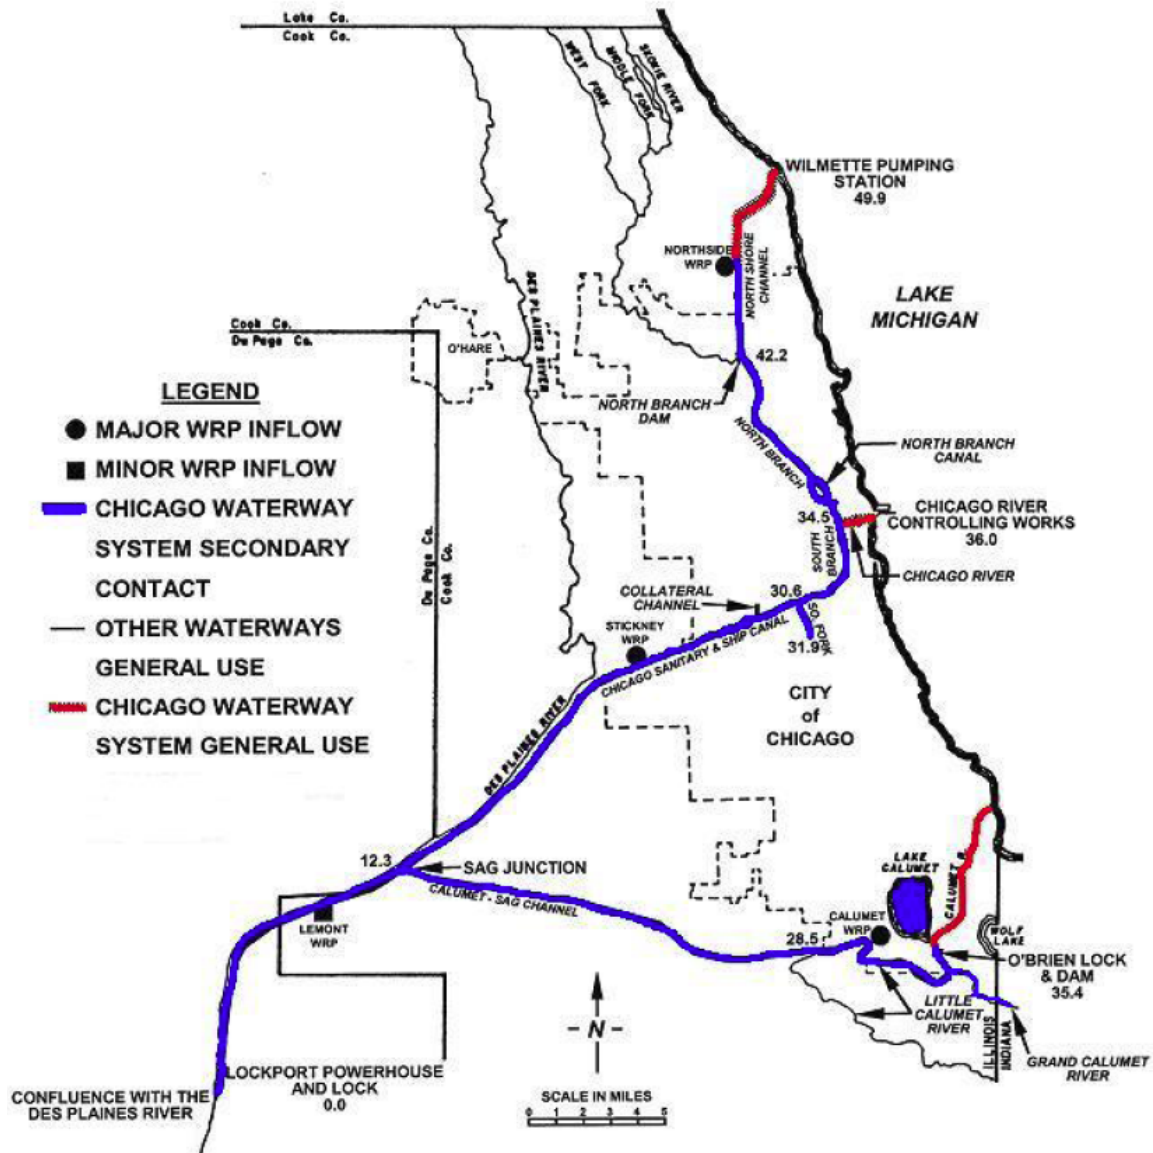 Lake Co.
Cook Co.
WEST FORK
MIDDLE FORK
SKOKIE RIVER
WILMETTE PUMPING
STATION
49.9
NORTHSIDE
WRP
NORTH SHORE
CHANNEL
LAKE
MICHIGAN
DES PLAINES RIVER
Cook Co.
Du Page Co.
O'HARE
42.2
NORTH BRANCH
DAM
NORTH BRANCH
NORTH BRANCH
CANAL
LEGEND
MAJOR WRP INFLOW
MINOR WRP INFLOW
CHICAGO WATERWAY
SYSTEM SECONDARY
CONTACT
OTHER WATERWAYS
GENERAL USE
CHICAGO WATERWAY
SYSTEM GENERAL USE
Du Page Co.
Cook Co.
34.5
CHICAGO RIVER
CONTROLLING WORKS
36.0
SOUTH
BRANCH
CHICAGO RIVER
COLLATERAL
CHANNEL
30.6
STICKNEY
WRP
CHICAGO SANITARY & SHIP CANAL
SO. FORK
31.9
CITY
of
CHICAGO
DES PLAINES RIVER
12.3
SAG JUNCTION
CALUMET - SAG CHANNEL
LEMONT
WRP
LAKE
CALUMET
CALUMET R.
CALUMET
WRP
28.5
WOLF
LAKE
O'BRIEN LOCK
& DAM
35.4
LITTLE
CALUMET
RIVER
ILLINOIS
INDIANA
GRAND CALUMET
RIVER
- N -
SCALE IN MILES
0 1 2 3 4 5
LOCKPORT POWERHOUSE
AND LOCK
0.0
CONFLUENCE WITH THE
DES PLAINES RIVER